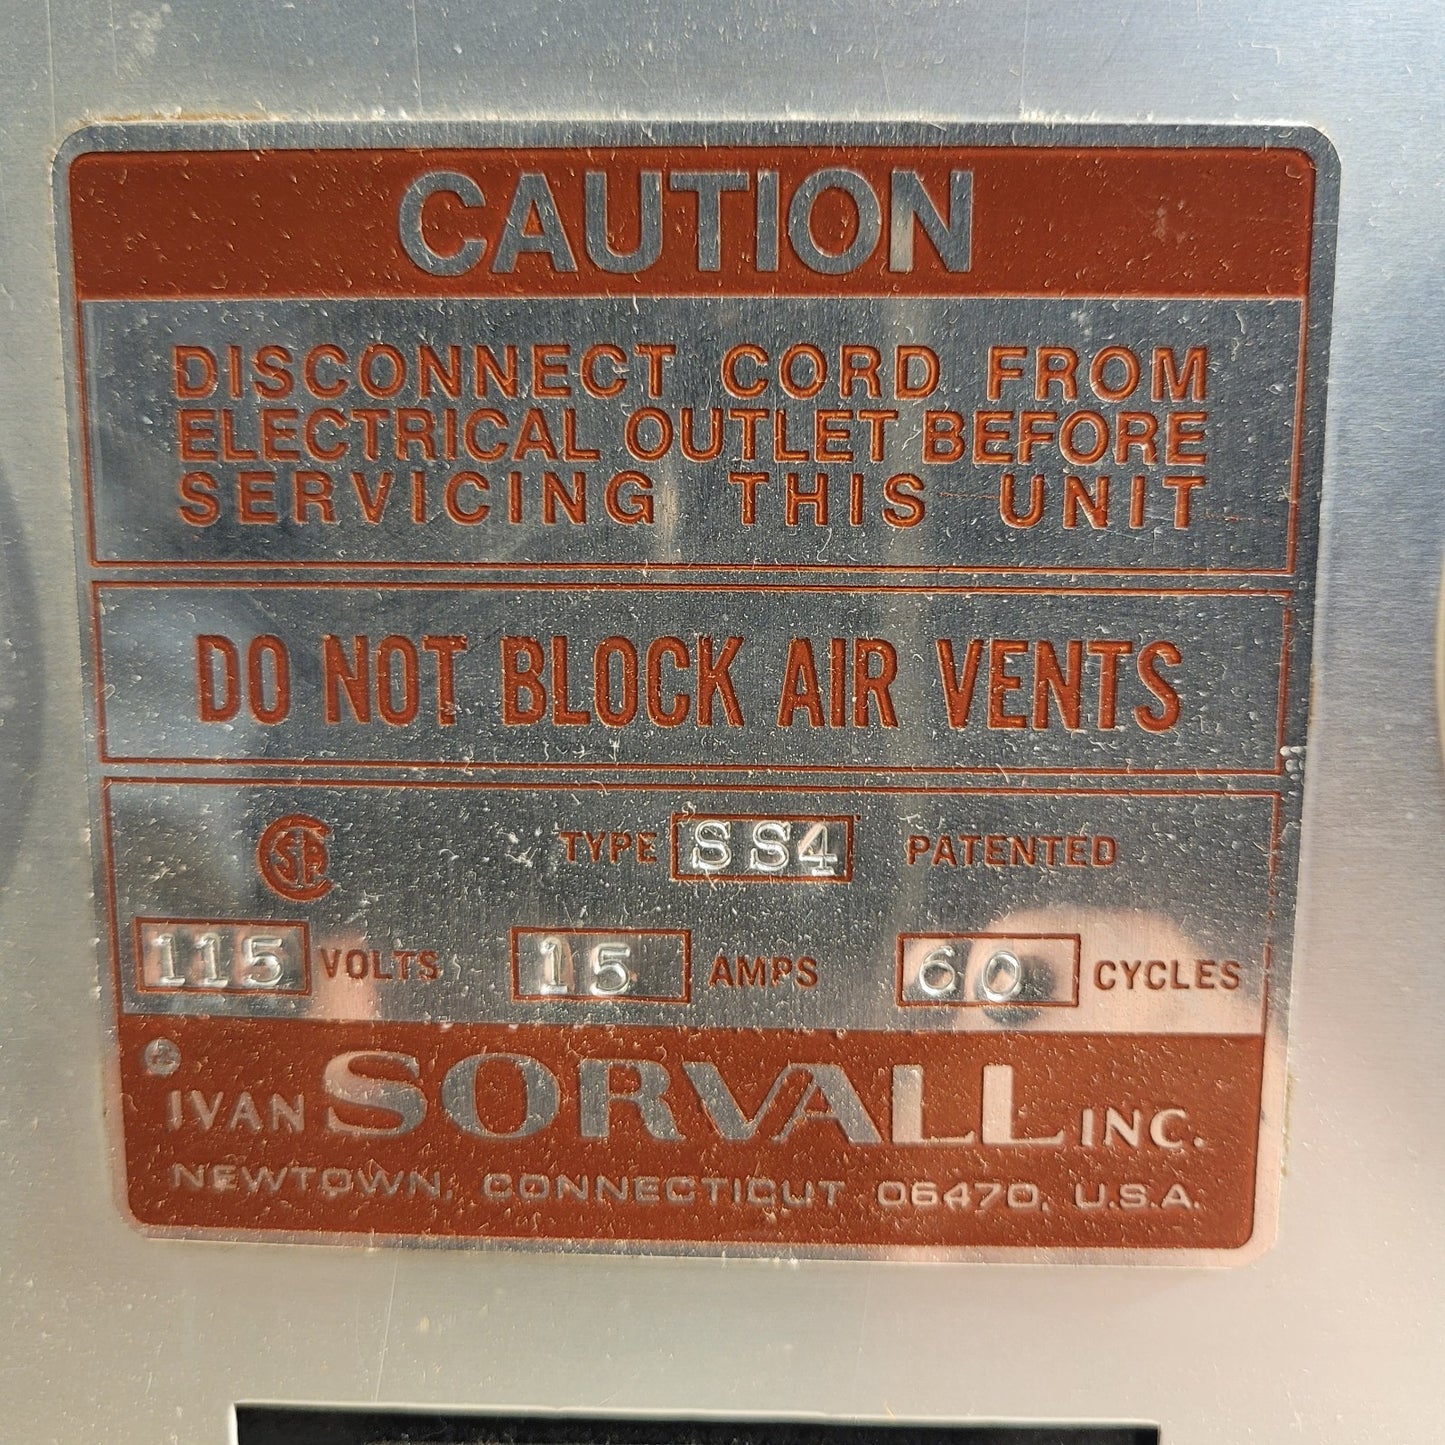 CAUTION
DISCONNECT CORD FROM
ELECTRICAL OUTLET BEFORE
SERVICING THIS UNIT
DO NOT BLOCK AIR VENTS
CSA TYPE SS4 PATENTED
115 VOLTS 15 AMPS 60 CYCLES
IVAN SORVALL INC.
NEWTOWN, CONNECTICUT 06470, U.S.A.